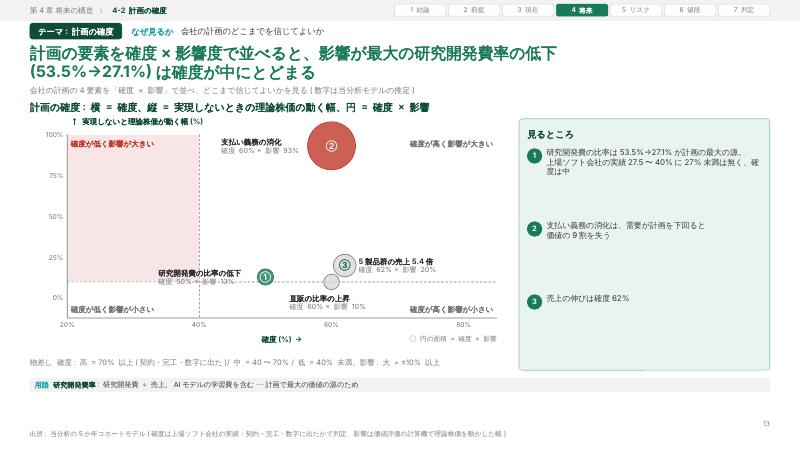 第 4 章 将来の構造 › 4-2 計画の確度
1 結論 2 前提 3 現在 4 将来 5 リスク 6 値段 7 判定
テーマ：計画の確度 なぜ見るか 会社の計画のどこまでを信じてよいか
計画の要素を確度 × 影響度で並べると、影響が最大の研究開発費率の低下
(53.5%→27.1%) は確度が中にとどまる
会社の計画の 4 要素を「確度 × 影響」で並べ、どこまで信じてよいかを見る ( 数字は当分析モデルの推定 )
計画の確度：横 = 確度、縦 = 実現しないときの理論株価の動く幅、円 = 確度 × 影響
↑ 実現しないと理論株価が動く幅 (%)
100%
75%
50%
25%
0%
確度が低く影響が大きい
確度が高く影響が大きい
支払い義務の消化
確度 60% × 影響 93%
②
研究開発費の比率の低下
確度 50% × 影響 13%
①
③
5 製品群の売上 5.4 倍
確度 62% × 影響 20%
直販の比率の上昇
確度 60% × 影響 10%
確度が低く影響が小さい
確度が高く影響が小さい
20% 40% 60% 80%
確度 (%) →
〇 円の面積 = 確度 × 影響
見るところ
1 研究開発費の比率は 53.5%→27.1% が計画の最大の源。
上場ソフト会社の実績 27.5 〜 40% に 27% 未満は無く、確
度は中
2 支払い義務の消化は、需要が計画を下回ると
価値の 9 割を失う
3 売上の伸びは確度 62%
物差し 確度：高 =70% 以上 ( 契約・完工・数字に出た )/ 中 = 40 〜 70% / 低 = 40% 未満。影響：大 = ±10% 以上
用語 研究開発費率：研究開発費 ÷ 売上。 AI モデルの学習費を含む ― 計画で最大の価値の源のため
13
出所：当分析の 5 か年コホートモデル ( 確度は上場ソフト会社の実績・契約・完工・数字に出たかで判定、影響は価値評価の計算機で理論株価を動かした幅 )